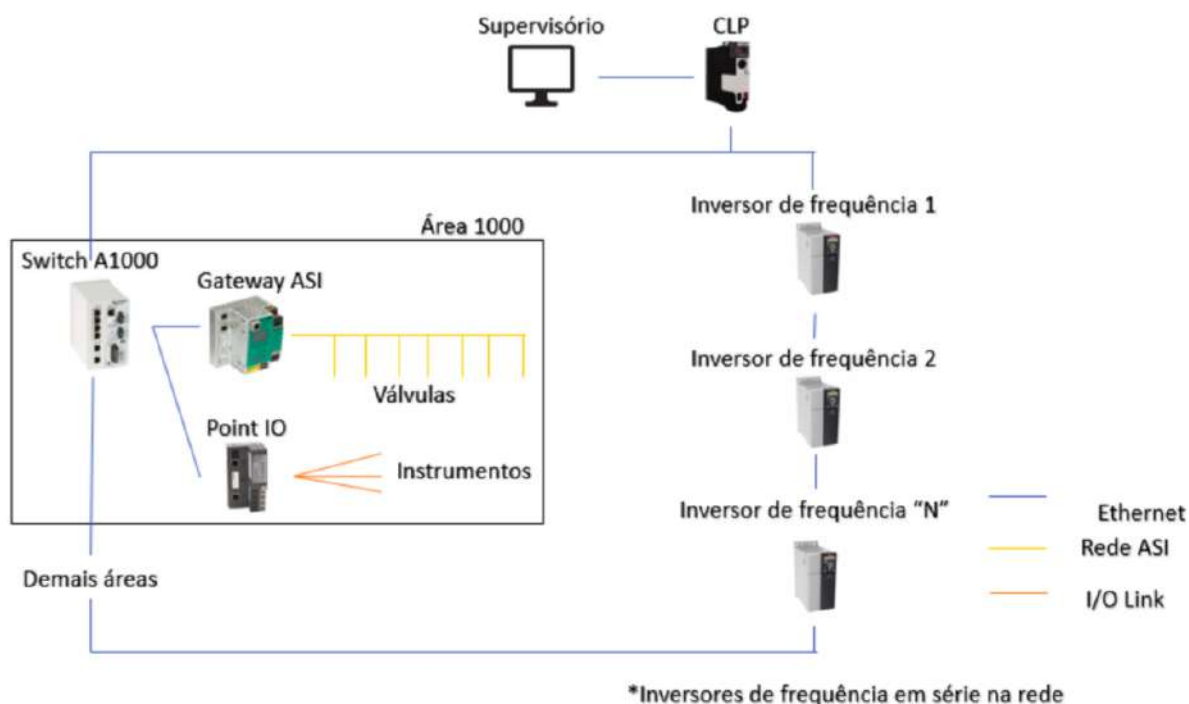 Supervisório
CLP
Inversor de frequência 1
Área 1000
Switch A1000
Gateway ASI
Inversor de frequência 2
Válvulas
Point IO
Instrumentos
Inversor de frequência “N”
Ethernet
Rede ASI
Demais áreas
I/O Link
*Inversores de frequência em série na rede